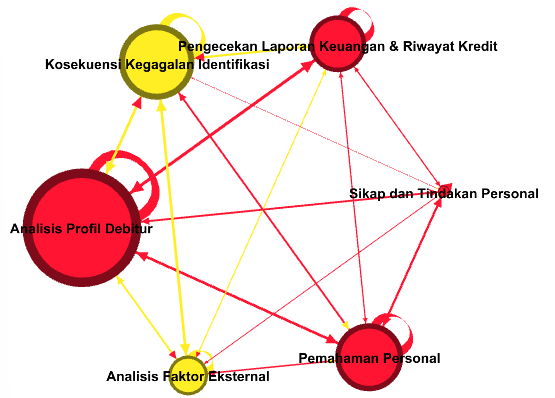 Pengecekan Laporan Keuangan & Riwayat Kredit
Kosekuensi Kegagalan Identifikasi
Sikap dan Tindakan Personal
Analisis Profil Debitur
Pemahaman Personal
Analisis Faktor Eksternal